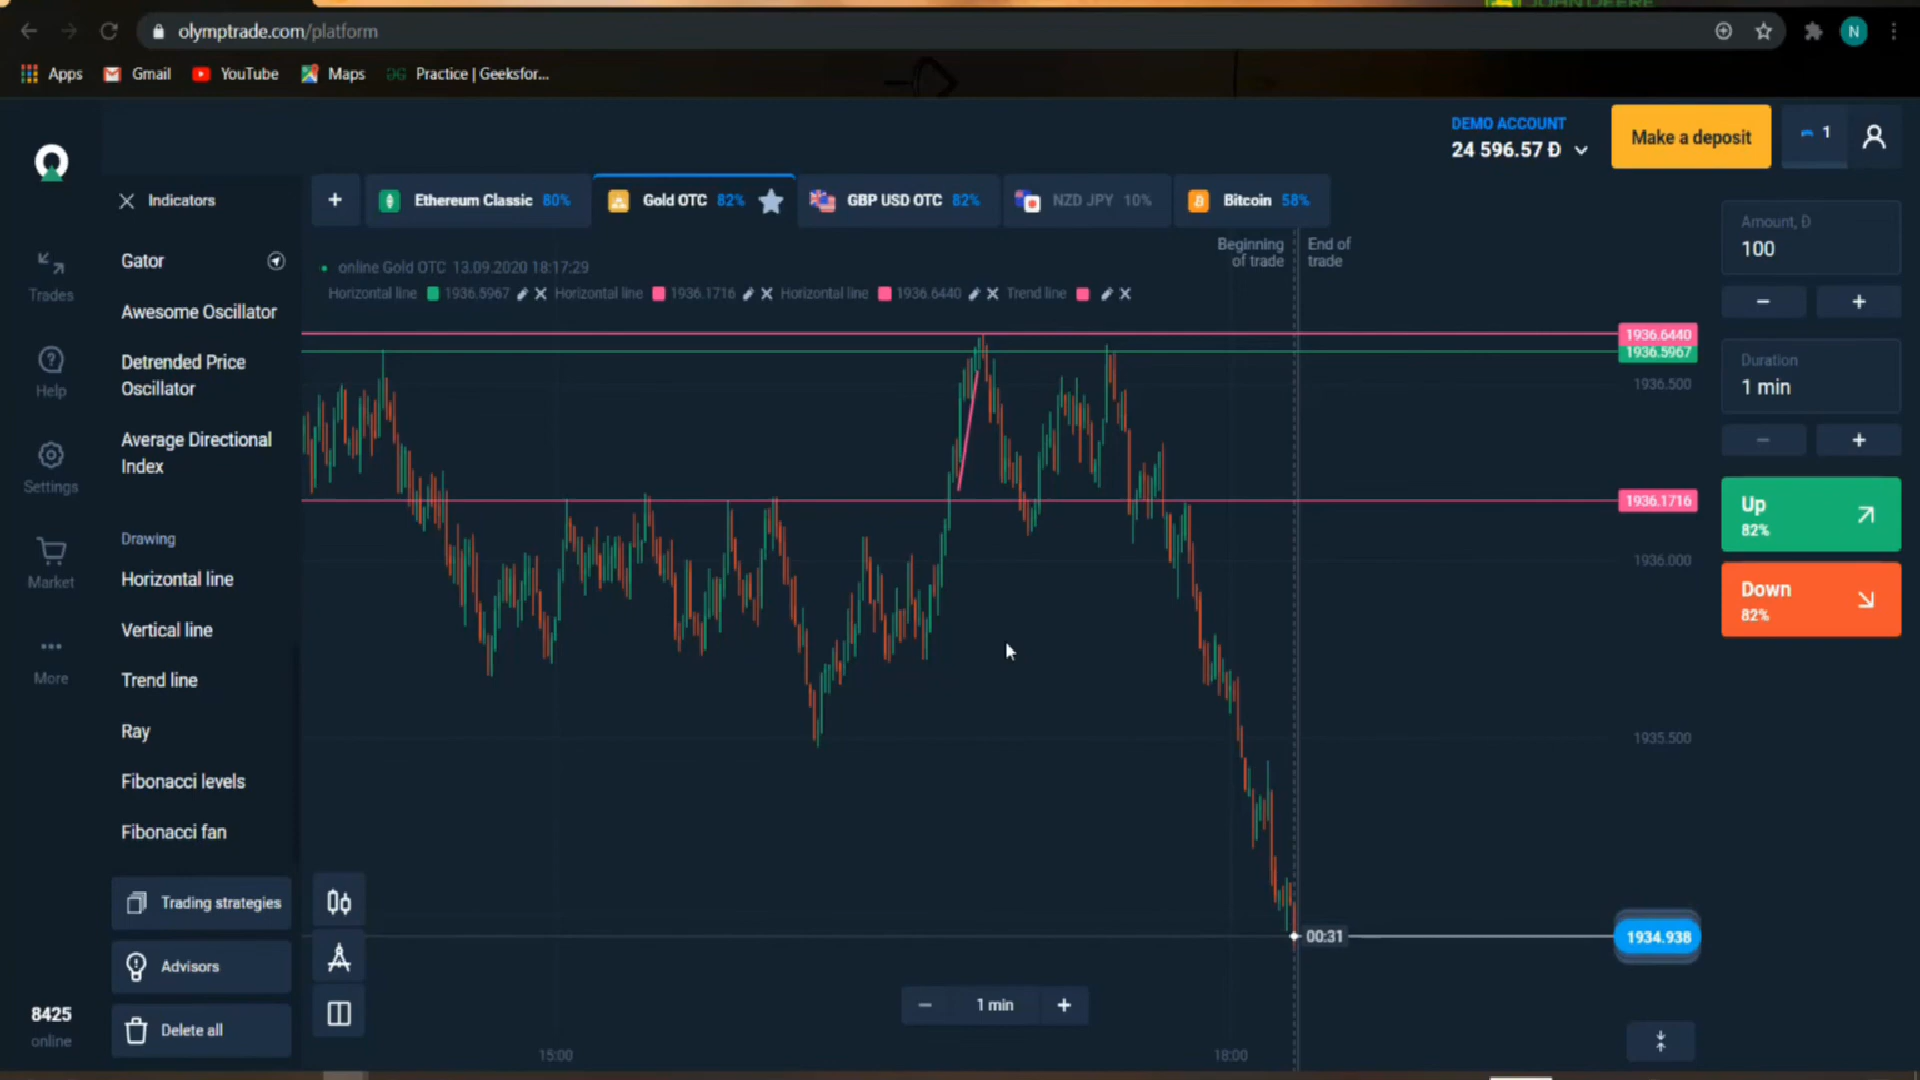 JOHN DEERE
olymptrade.com/platform
N
Apps
Gmail
YouTube
Maps
Practice | Geeksfor...
DEMO ACCOUNT
24 596.57 Đ
Make a deposit
1
Indicators
+
Ethereum Classic 80%
Gold OTC 82%
GBP USD OTC 82%
NZD JPY 10%
Bitcoin 58%
Trades
Help
Settings
Market
More
8425
online
Gator
Awesome Oscillator
Detrended Price
Oscillator
Average Directional
Index
Drawing
Horizontal line
Vertical line
Trend line
Ray
Fibonacci levels
Fibonacci fan
Trading strategies
Advisors
Delete all
Beginning
of trade
End of
trade
online Gold OTC 13.09.2020 18:17:29
Horizontal line 1936.5967 Horizontal line 1936.1716 Horizontal line 1936.6440 Trend line
1936.6440
1936.5967
1936.500
1936.1716
1936.000
1935.500
00:31
1934.938
− 1 min +
15:00
18:00
Amount, Đ
100
− +
Duration
1 min
− +
Up
82%
Down
82%